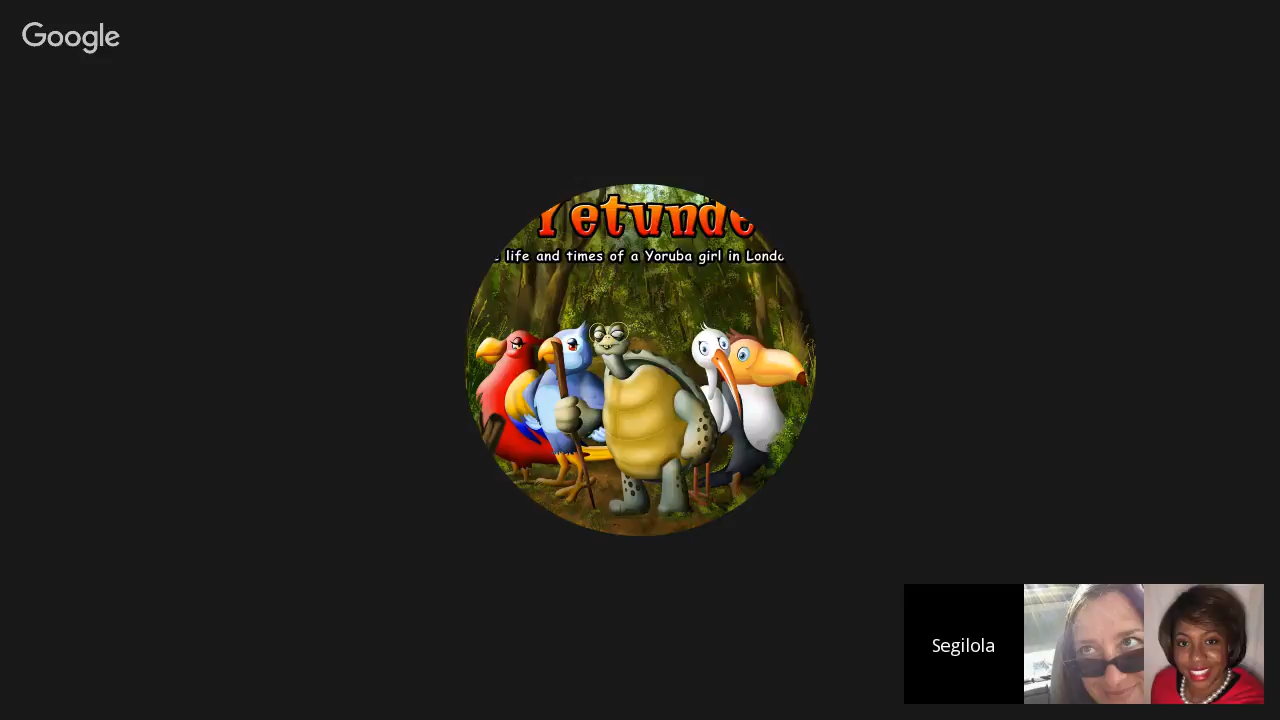 Google
Yetunde
life and times of a Yoruba girl in Londo
Segilola